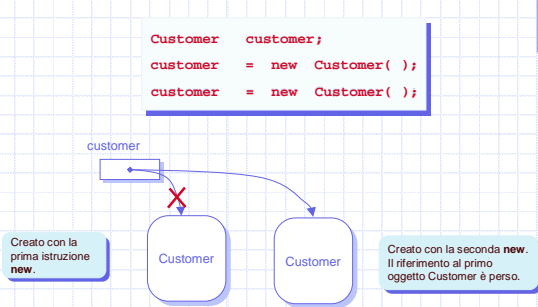 Customer customer;
customer = new Customer( );
customer = new Customer( );
customer
Creato con la
prima istruzione
new.
Customer
Customer
Creato con la seconda new.
Il riferimento al primo
oggetto Customer è perso.